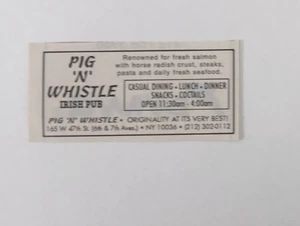 PIG
'N'
WHISTLE
IRISH PUB
Renowned for fresh salmon
with horse redish crust, steaks,
pasta and daily fresh seafood.
CASUAL DINING • LUNCH • DINNER
SNACKS • COCTAILS
OPEN 11:30am - 4:00am
PIG 'N' WHISTLE • ORIGINALITY AT ITS VERY BEST!
165 W 47th St. (6th & 7th Aves.) • NY 10036 • (212) 302-0112